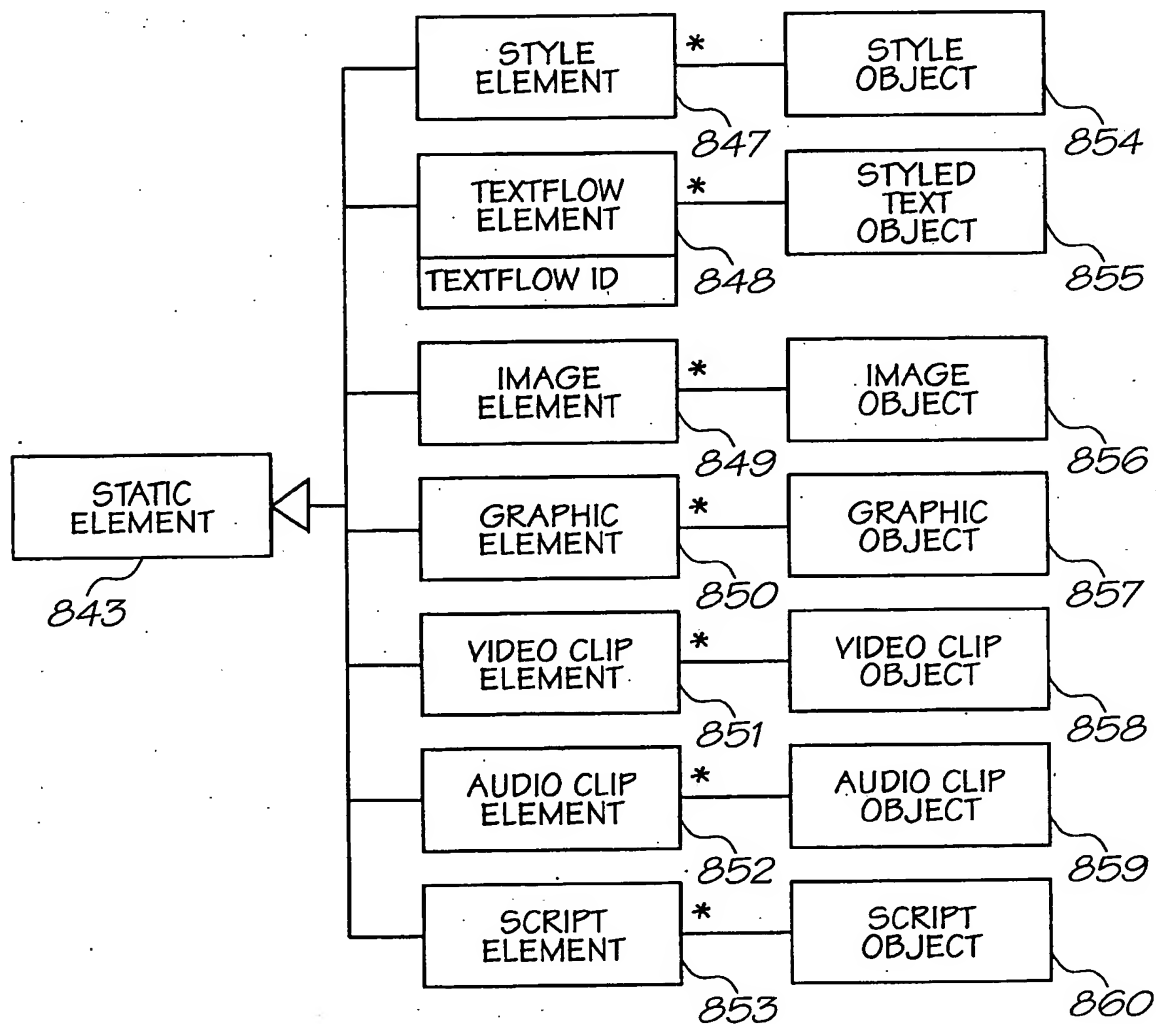 STYLE
ELEMENT
*
STYLE
OBJECT
847
854
TEXTFLOW
ELEMENT
*
STYLED
TEXT
OBJECT
848
855
TEXTFLOW ID
IMAGE
ELEMENT
*
IMAGE
OBJECT
849
856
STATIC
ELEMENT
843
GRAPHIC
ELEMENT
*
GRAPHIC
OBJECT
850
857
VIDEO CLIP
ELEMENT
*
VIDEO CLIP
OBJECT
851
858
AUDIO CLIP
ELEMENT
*
AUDIO CLIP
OBJECT
852
859
SCRIPT
ELEMENT
*
SCRIPT
OBJECT
853
860